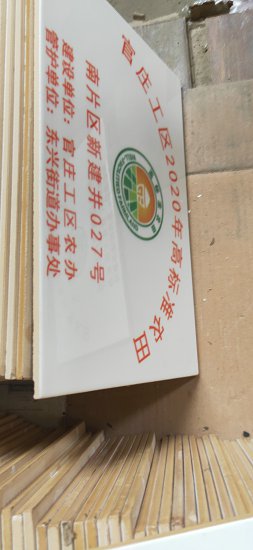 官庄工区2020年高标准农田
南片区新建井027号
建设单位：官庄工区农办
管护单位：东兴街道办事处